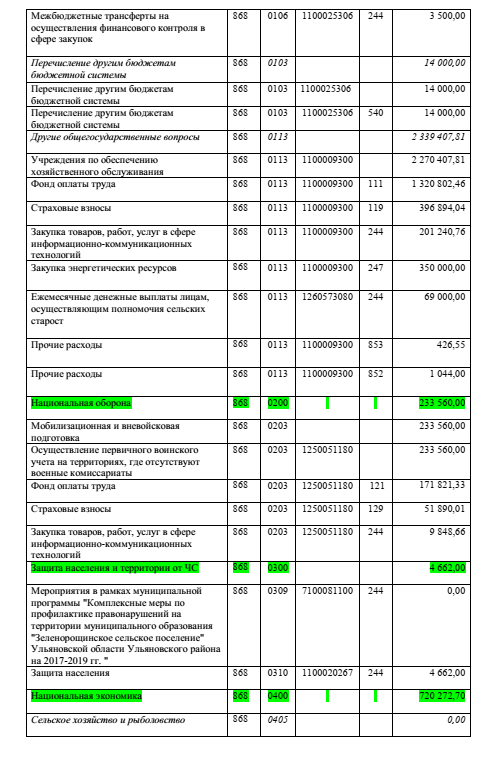 Межбюджетные трансферты на 868 0106 1100025306 244 3 500,00
осуществления финансового контроля в
сфере закупок
Перечисление другим бюджетам 868 0103 14 000,00
бюджетной системы
Перечисление другим бюджетам 868 0103 1100025306 14 000,00
бюджетной системы
Перечисление другим бюджетам 868 0103 1100025306 540 14 000,00
бюджетной системы
Другие общегосударственные вопросы 868 0113 2 339 407,81
Учреждения по обеспечению 868 0113 1100009300 2 270 407,81
хозяйственного обслуживания
Фонд оплаты труда 868 0113 1100009300 111 1 320 802,46
Страховые взносы 868 0113 1100009300 119 396 894,04
Закупка товаров, работ, услуг в сфере 868 0113 1100009300 244 201 240,76
информационно-коммуникационных
технологий
Закупка энергетических ресурсов 868 0113 1100009300 247 350 000,00
Ежемесячные денежные выплаты лицам, 868 0113 1260573080 244 69 000,00
осуществляющим полномочия сельских
старост
Прочие расходы 868 0113 1100009300 853 426,55
Прочие расходы 868 0113 1100009300 852 1 044,00
Национальная оборона 868 0200 233 560,00
Мобилизационная и вневойсковая 868 0203 233 560,00
подготовка
Осуществление первичного воинского 868 0203 1250051180 233 560,00
учета на территориях, где отсутствуют
военные комиссариаты
Фонд оплаты труда 868 0203 1250051180 121 171 821,33
Страховые взносы 868 0203 1250051180 129 51 890,01
Закупка товаров, работ, услуг в сфере 868 0203 1250051180 244 9 848,66
информационно-коммуникационных
технологий
Защита населения и территории от ЧС 868 0300 4 662,00
Мероприятия в рамках муниципальной 868 0309 7100081100 244 0,00
программы "Комплексные меры по
профилактике правонарушений на
территории муниципального образования
"Зеленорощинское сельское поселение"
Ульяновской области Ульяновского района
на 2017-2019 гг. "
Защита населения 868 0310 1100020267 244 4 662,00
Национальная экономика 868 0400 720 272,70
Сельское хозяйство и рыболовство 868 0405 0,00